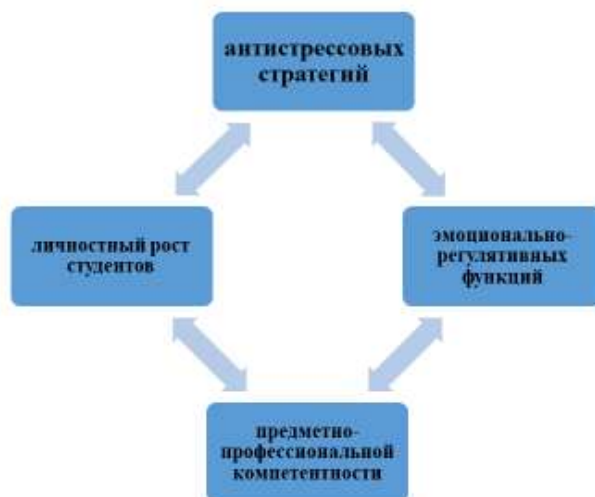 антистрессовых
стратегий
личностный рост
студентов
эмоционально-
регулятивных
функций
предметно-
профессиональной
компетентности